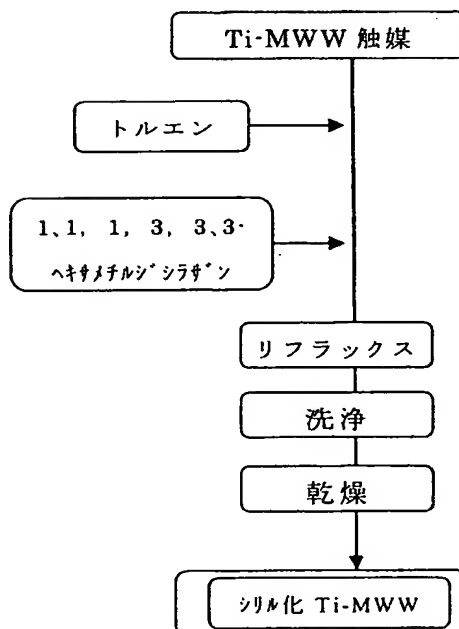 Ti-MWW 触媒
トルエン
1、1, 1, 3, 3、3-
ﾍｷｻﾒﾁﾙｼﾞｼﾗｻﾞﾝ
リフラックス
洗浄
乾燥
ｼﾘﾙ化 Ti-MWW